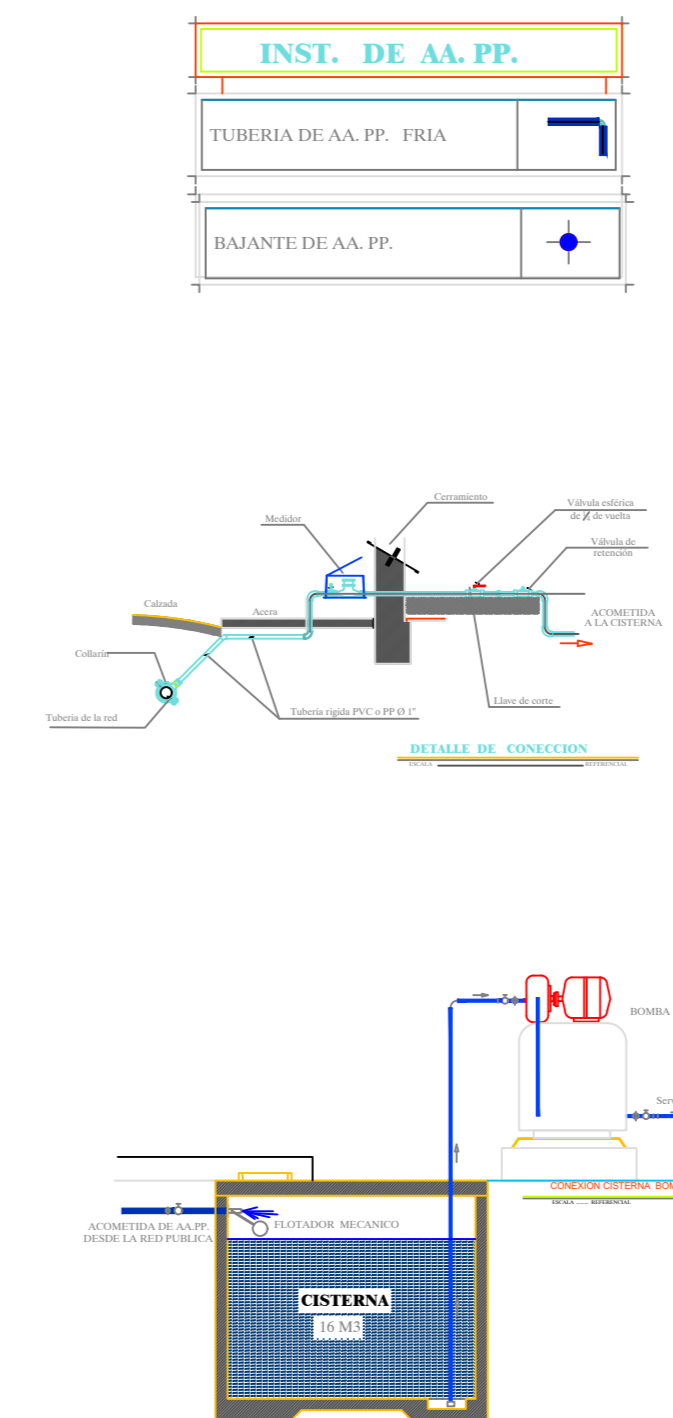 INST. DE AA. PP.
TUBERIA DE AA. PP. FRIA
BAJANTE DE AA. PP.
Cerramiento
Válvula esférica
de ¼ de vuelta
Medidor
Válvula de
retención
Calzada
Acera
ACOMETIDA
A LA CISTERNA
Collarín
Llave de corte
Tuberia de la red
Tubería rigida PVC o PP Ø 1"
DETALLE DE CONECCION
ESCALA REFERENCIAL
BOMBA
Serv
CONEXION CISTERNA BOM
ESCALA ........ REFERENCIAL
ACOMETIDA DE AA.PP.
DESDE LA RED PUBLICA
FLOTADOR MECANICO
CISTERNA
16 M3